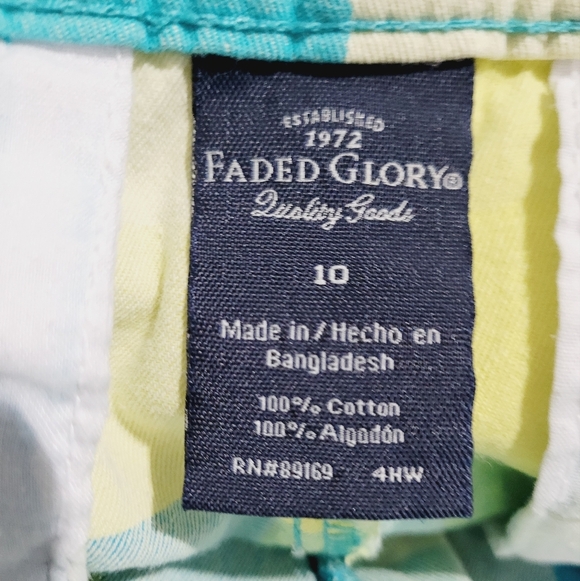 ESTABLISHED
1972
FADED GLORY®
Quality Goods
10
Made in / Hecho en
Bangladesh
100% Cotton
100% Algodón
RN#89169 4HW